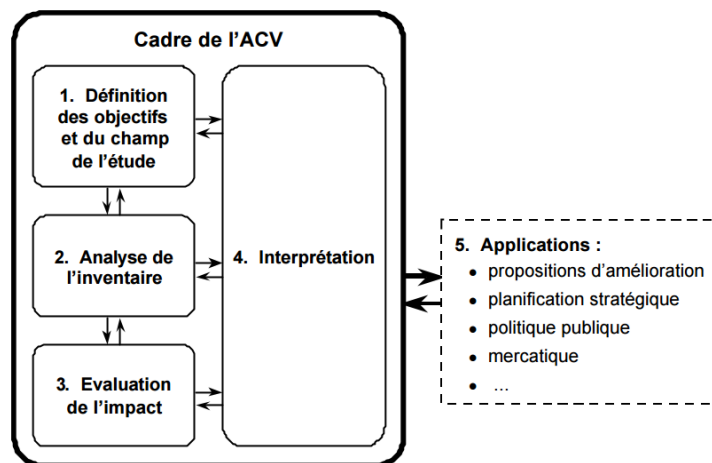 Cadre de l'ACV
1. Définition
des objectifs
et du champ
de l'étude
2. Analyse de
l'inventaire
3. Evaluation
de l'impact
4. Interprétation
5. Applications :
• propositions d'amélioration
• planification stratégique
• politique publique
• mercatique
• ...